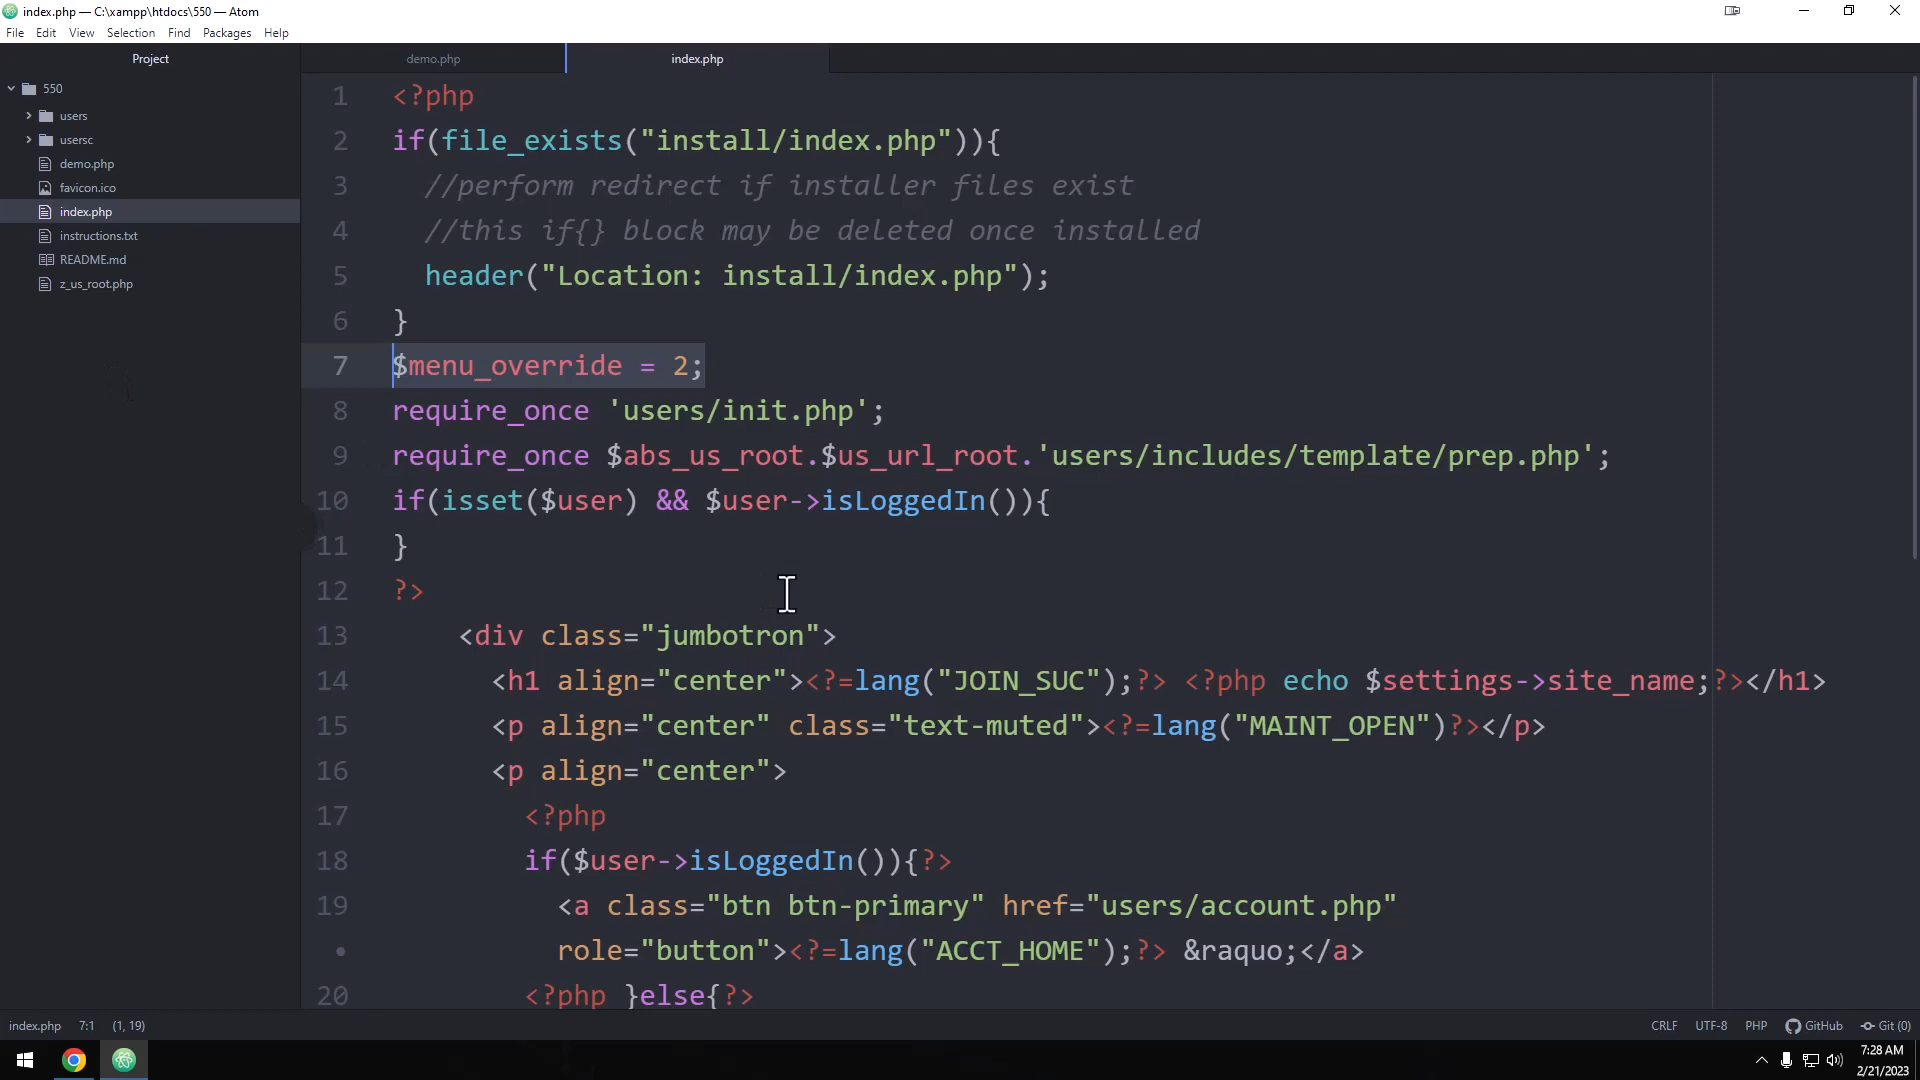 index.php — C:\xampp\htdocs\550 — Atom
File Edit View Selection Find Packages Help
Project
demo.php
index.php
550
users
usersc
demo.php
favicon.ico
index.php
instructions.txt
README.md
z_us_root.php
1 <?php
2 if(file_exists("install/index.php")){
3 //perform redirect if installer files exist
4 //this if{} block may be deleted once installed
5 header("Location: install/index.php");
6 }
7 $menu_override = 2;
8 require_once 'users/init.php';
9 require_once $abs_us_root.$us_url_root.'users/includes/template/prep.php';
10 if(isset($user) && $user->isLoggedIn()){
11 }
12 ?>
13 <div class="jumbotron">
14 <h1 align="center"><?=lang("JOIN_SUC");?> <?php echo $settings->site_name;?></h1>
15 <p align="center" class="text-muted"><?=lang("MAINT_OPEN")?></p>
16 <p align="center">
17 <?php
18 if($user->isLoggedIn()){?>
19 <a class="btn btn-primary" href="users/account.php"
• role="button"><?=lang("ACCT_HOME");?> &raquo;</a>
20 <?php }else{?>
index.php 7:1 (1, 19)
CRLF UTF-8 PHP GitHub Git (0)
7:28 AM
2/21/2023